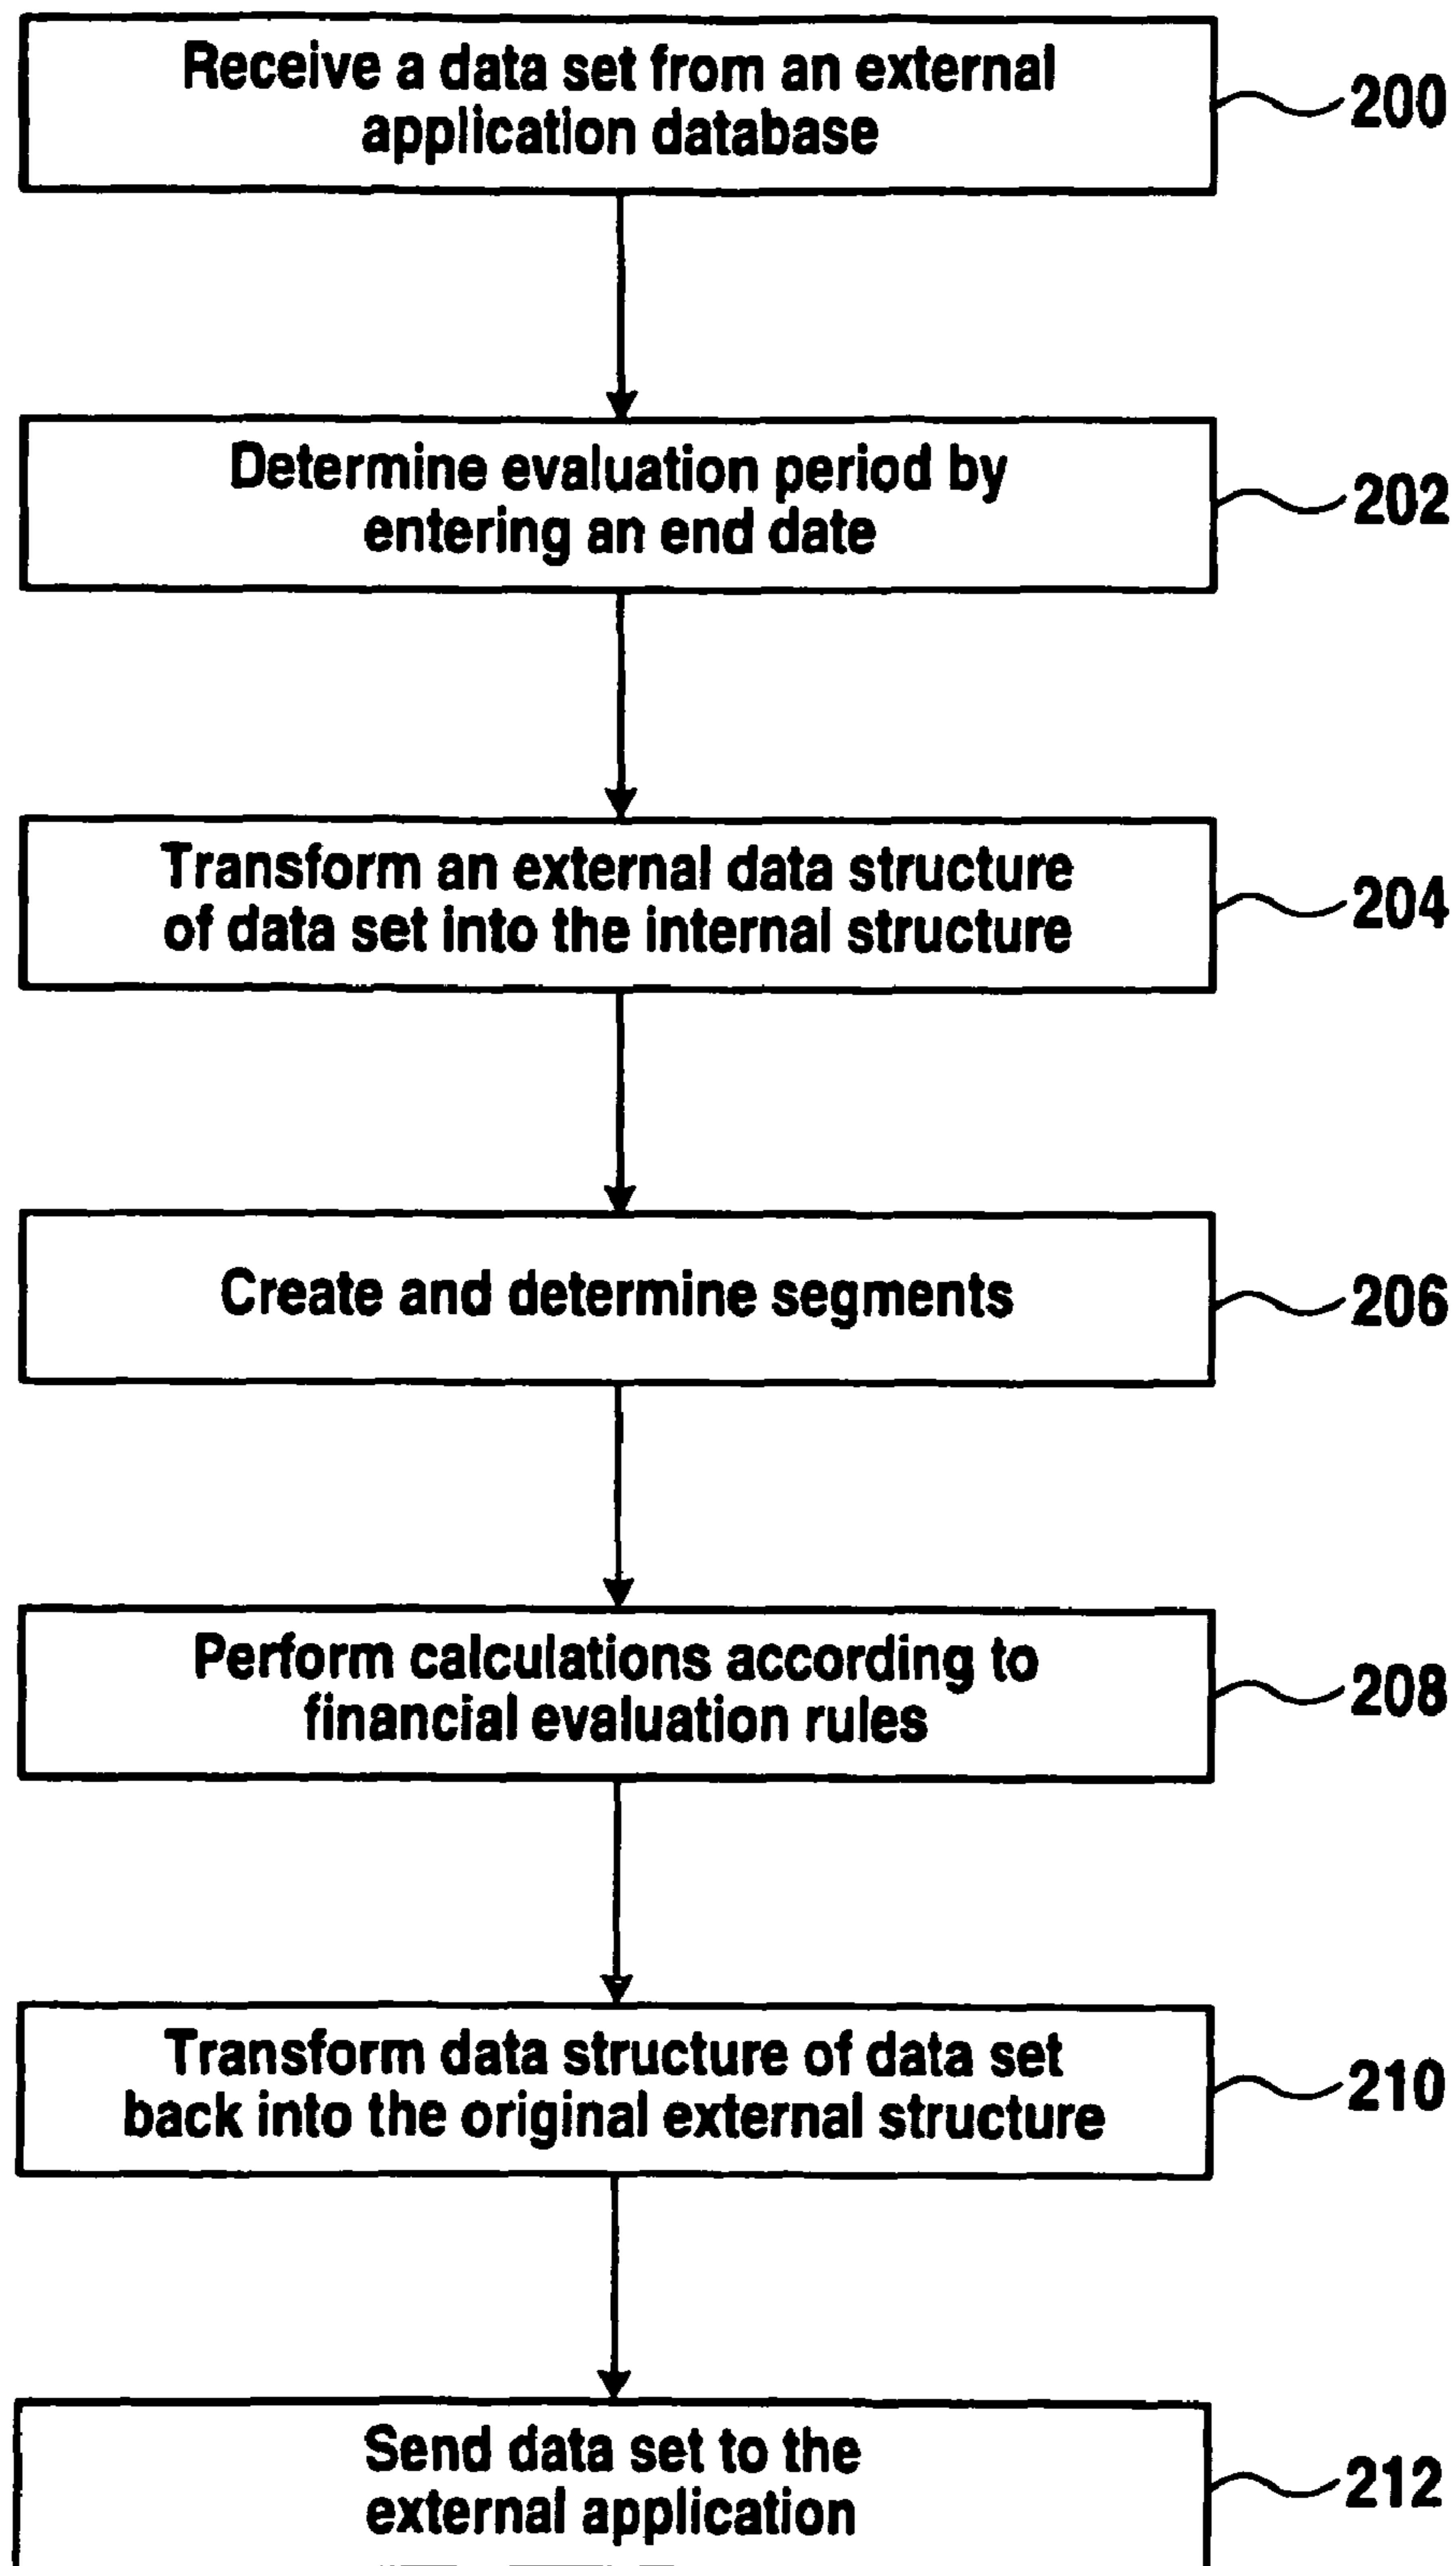 Receive a data set from an external
application database
200
Determine evaluation period by
entering an end date
202
Transform an external data structure
of data set into the internal structure
204
Create and determine segments
206
Perform calculations according to
financial evaluation rules
208
Transform data structure of data set
back into the original external structure
210
Send data set to the
external application
212